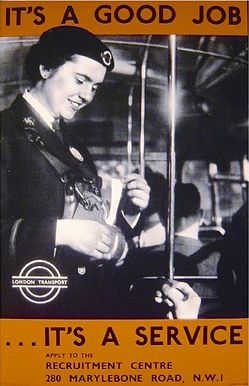 IT'S A GOOD JOB
LONDON TRANSPORT
...IT'S A SERVICE
APPLY TO THE
RECRUITMENT CENTRE
280 MARYLEBONE ROAD, N.W.1